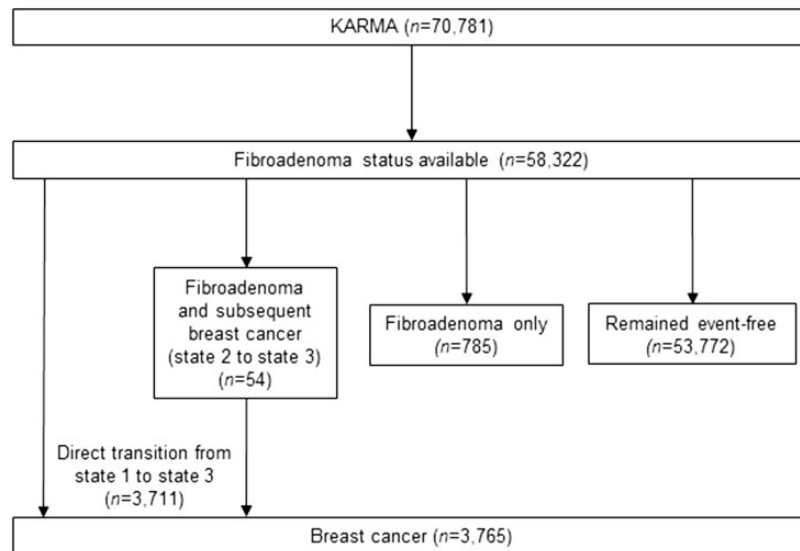 KARMA (n=70,781)
Fibroadenoma status available (n=58,322)
Fibroadenoma
and subsequent
breast cancer
(state 2 to state 3)
(n=54)
Fibroadenoma only
(n=785)
Remained event-free
(n=53,772)
Direct transition from
state 1 to state 3
(n=3,711)
Breast cancer (n=3,765)